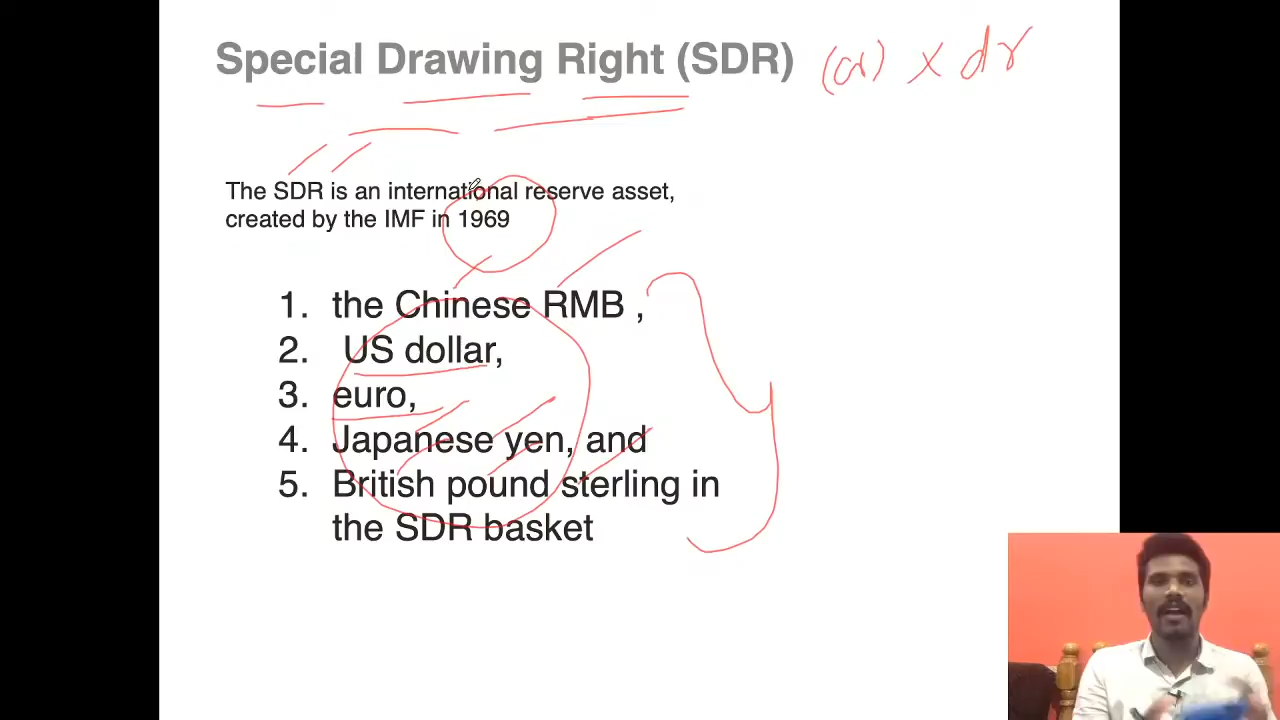 Special Drawing Right (SDR) (or) x dr
The SDR is an international reserve asset,
created by the IMF in 1969
1. the Chinese RMB ,
2. US dollar,
3. euro,
4. Japanese yen, and
5. British pound sterling in
the SDR basket